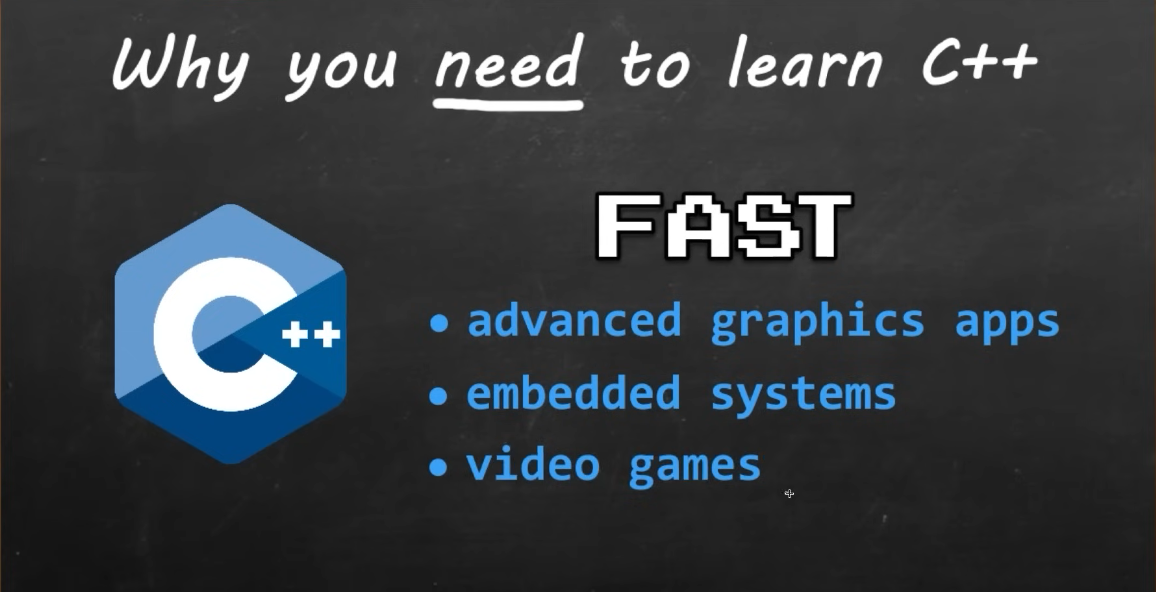 Why you need to learn C++
C++
FAST
• advanced graphics apps
• embedded systems
• video games